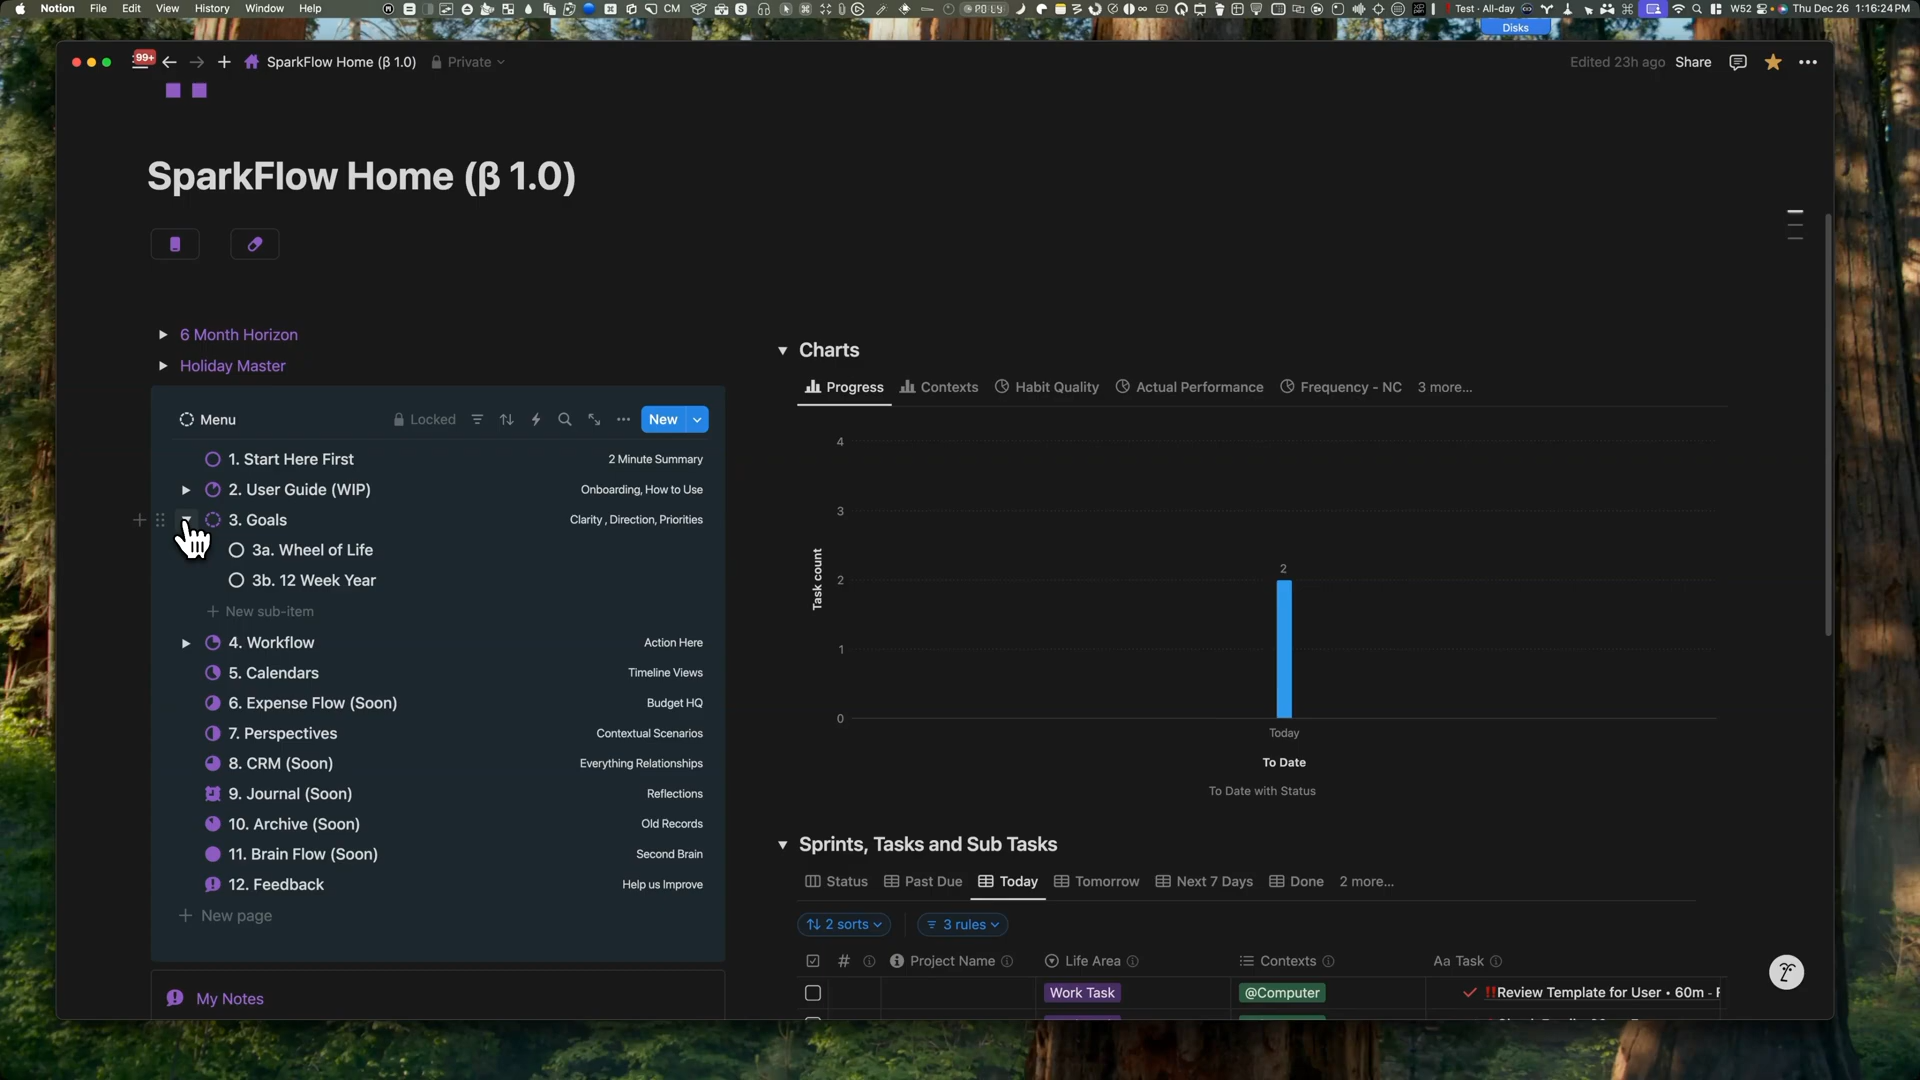 Notion File Edit View History Window Help
CM
Test · All-day
W52
Thu Dec 26 1:16:24 PM
Disks
99+
SparkFlow Home (β 1.0)
Private
Edited 23h ago
Share
SparkFlow Home (β 1.0)
6 Month Horizon
Holiday Master
Menu
Locked
New
1. Start Here First 2 Minute Summary
2. User Guide (WIP) Onboarding, How to Use
3. Goals Clarity , Direction, Priorities
3a. Wheel of Life
3b. 12 Week Year
New sub-item
4. Workflow Action Here
5. Calendars Timeline Views
6. Expense Flow (Soon) Budget HQ
7. Perspectives Contextual Scenarios
8. CRM (Soon) Everything Relationships
9. Journal (Soon) Reflections
10. Archive (Soon) Old Records
11. Brain Flow (Soon) Second Brain
12. Feedback Help us Improve
New page
My Notes
Charts
Progress Contexts Habit Quality Actual Performance Frequency - NC 3 more...
4
3
2
1
0
Task count
2
Today
To Date
To Date with Status
Sprints, Tasks and Sub Tasks
Status Past Due Today Tomorrow Next 7 Days Done 2 more...
2 sorts 3 rules
# Project Name Life Area Contexts Aa Task
Work Task @Computer ‼Review Template for User • 60m -